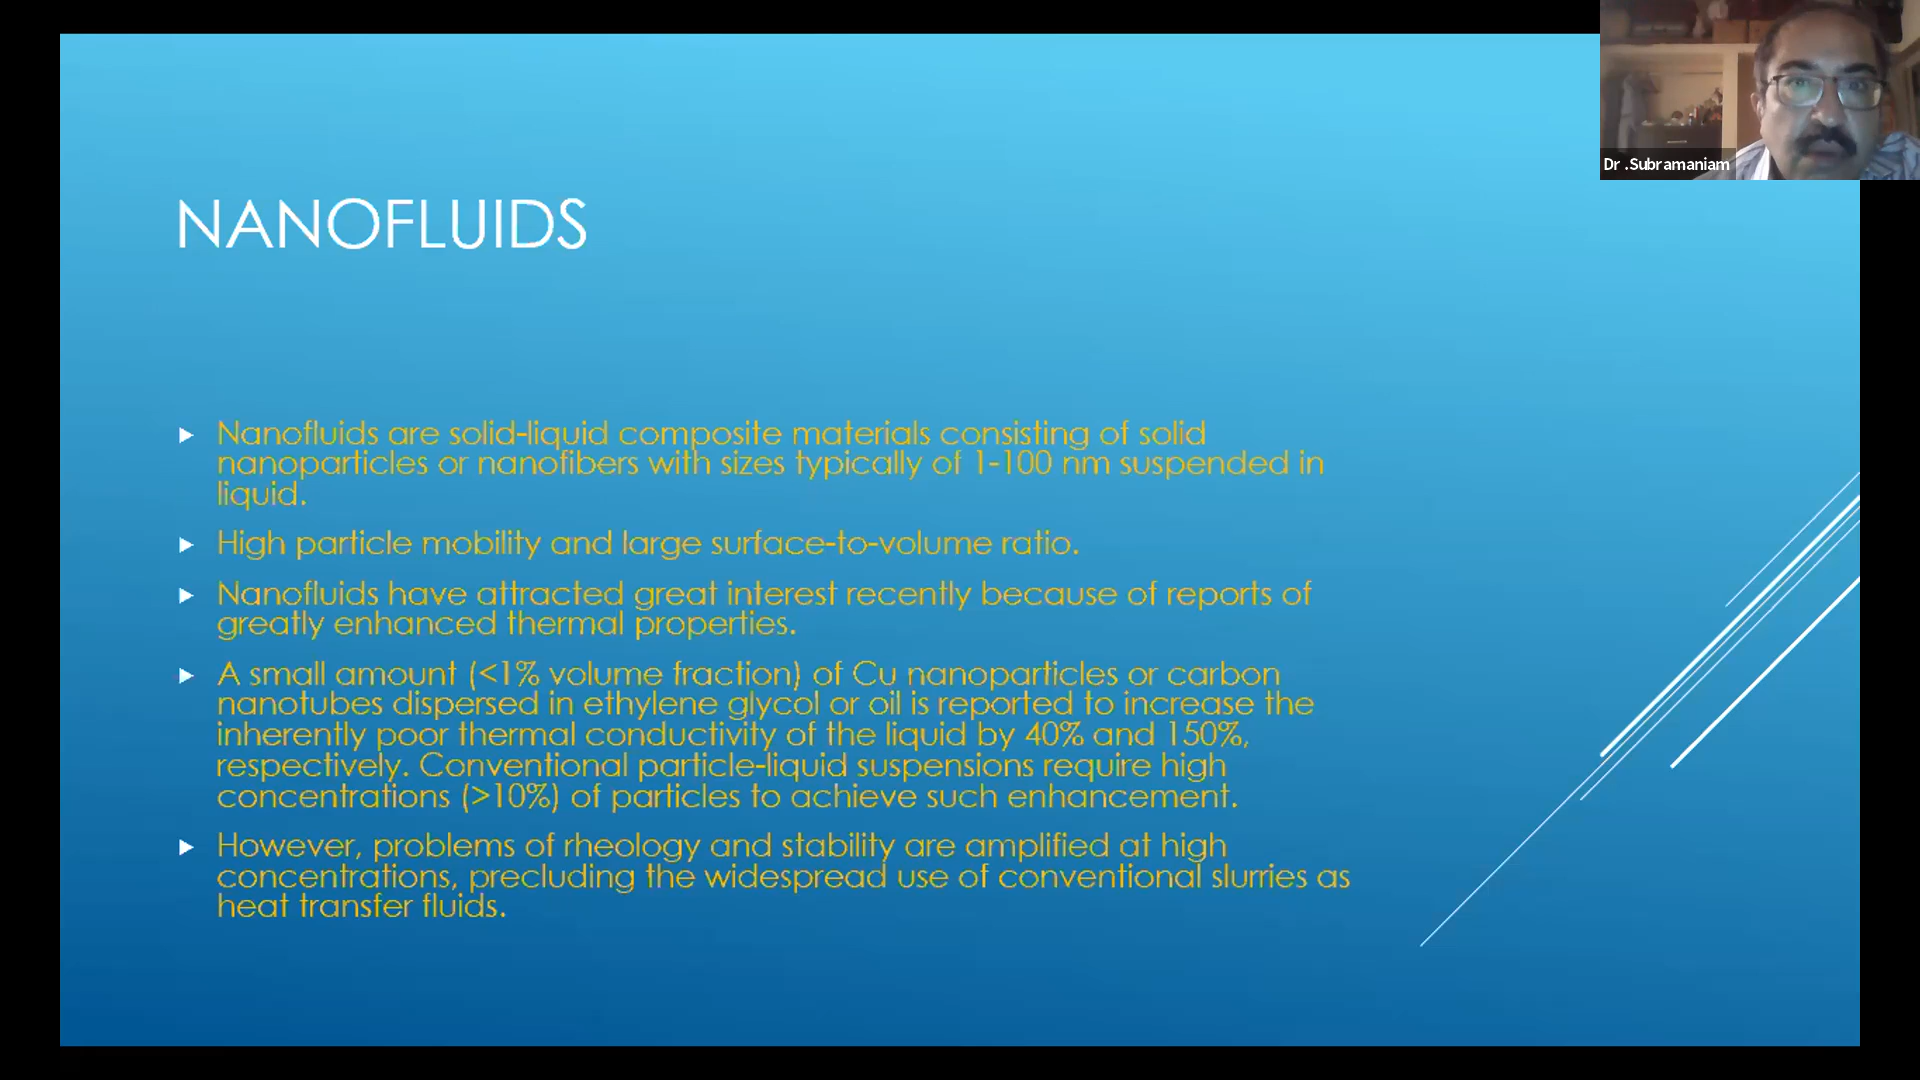 Dr .Subramaniam
NANOFLUIDS
Nanofluids are solid-liquid composite materials consisting of solid
nanoparticles or nanofibers with sizes typically of 1-100 nm suspended in
liquid.
High particle mobility and large surface-to-volume ratio.
Nanofluids have attracted great interest recently because of reports of
greatly enhanced thermal properties.
A small amount (<1% volume fraction) of Cu nanoparticles or carbon
nanotubes dispersed in ethylene glycol or oil is reported to increase the
inherently poor thermal conductivity of the liquid by 40% and 150%,
respectively. Conventional particle-liquid suspensions require high
concentrations (>10%) of particles to achieve such enhancement.
However, problems of rheology and stability are amplified at high
concentrations, precluding the widespread use of conventional slurries as
heat transfer fluids.